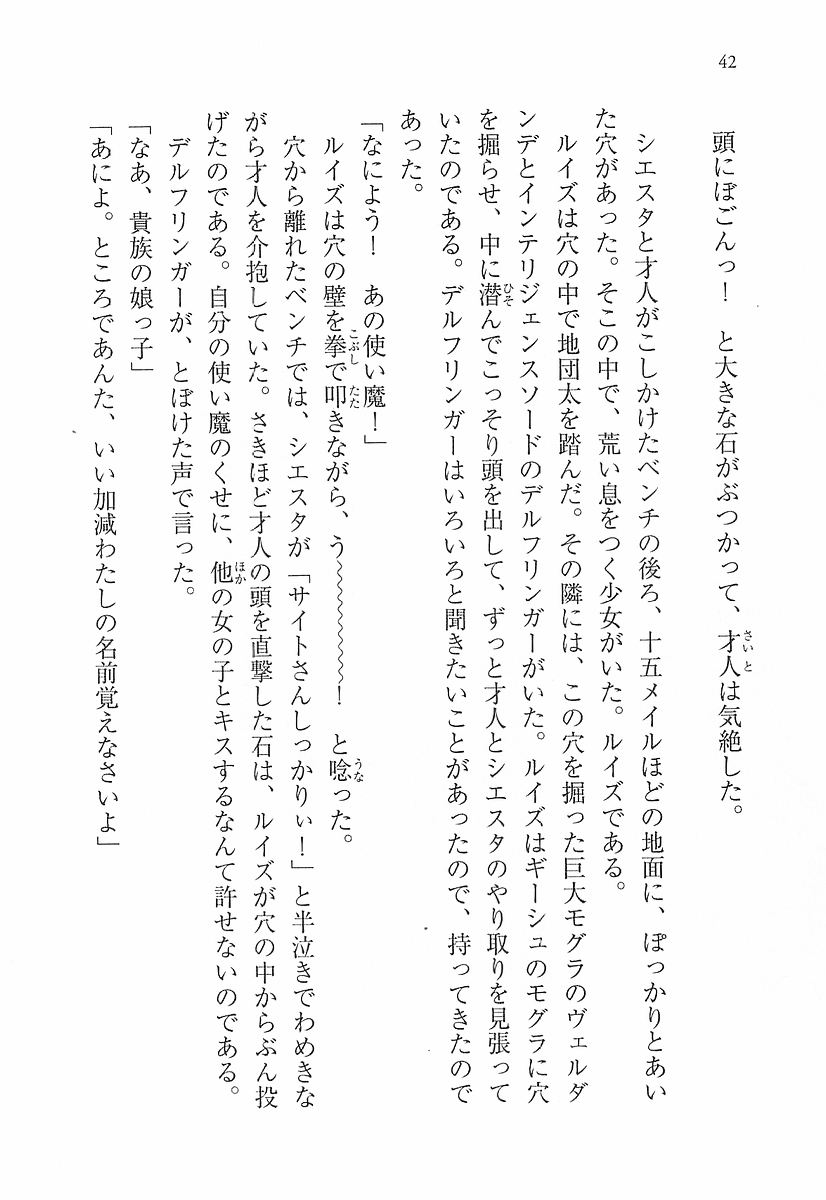 42
頭にぼごんっ！　と大きな石がぶつかって、才人は気絶した。
シエスタと才人がこしかけたベンチの後ろ、十五メイルほどの地面に、ぽっかりとあい
た穴があった。そこの中で、荒い息をつく少女がいた。ルイズである。
ルイズは穴の中で地団太を踏んだ。その隣には、この穴を掘った巨大モグラのヴェルダ
ンデとインテリジェンスソードのデルフリンガーがいた。ルイズはギーシュのモグラに穴
を掘らせ、中に潜んでこっそり頭を出して、ずっと才人とシエスタのやり取りを見張って
いたのである。デルフリンガーはいろいろと聞きたいことがあったので、持ってきたので
あった。
「なによう！　あの使い魔！」
ルイズは穴の壁を拳で叩きながら、う〜〜〜〜〜〜〜！　と唸った。
穴から離れたベンチでは、シエスタが「サイトさんしっかりぃ！」と半泣きでわめきな
がら才人を介抱していた。さきほど才人の頭を直撃した石は、ルイズが穴の中からぶん投
げたのである。自分の使い魔のくせに、他の女の子とキスするなんて許せないのである。
デルフリンガーが、とぼけた声で言った。
「なあ、貴族の娘っ子」
「あによ。ところであんた、いい加減わたしの名前覚えなさいよ」